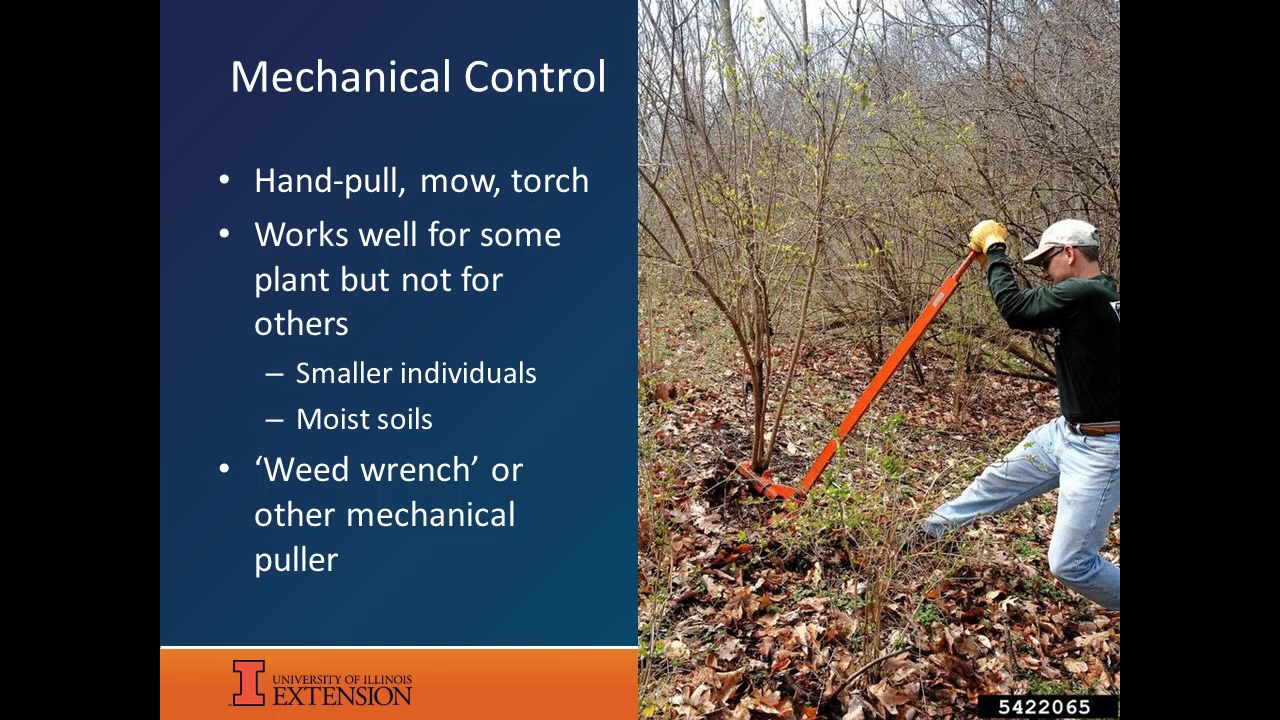 Mechanical Control
• Hand-pull, mow, torch
• Works well for some
plant but not for
others
– Smaller individuals
– Moist soils
• ‘Weed wrench’ or
other mechanical
puller
I
UNIVERSITY OF ILLINOIS
EXTENSION
5422065